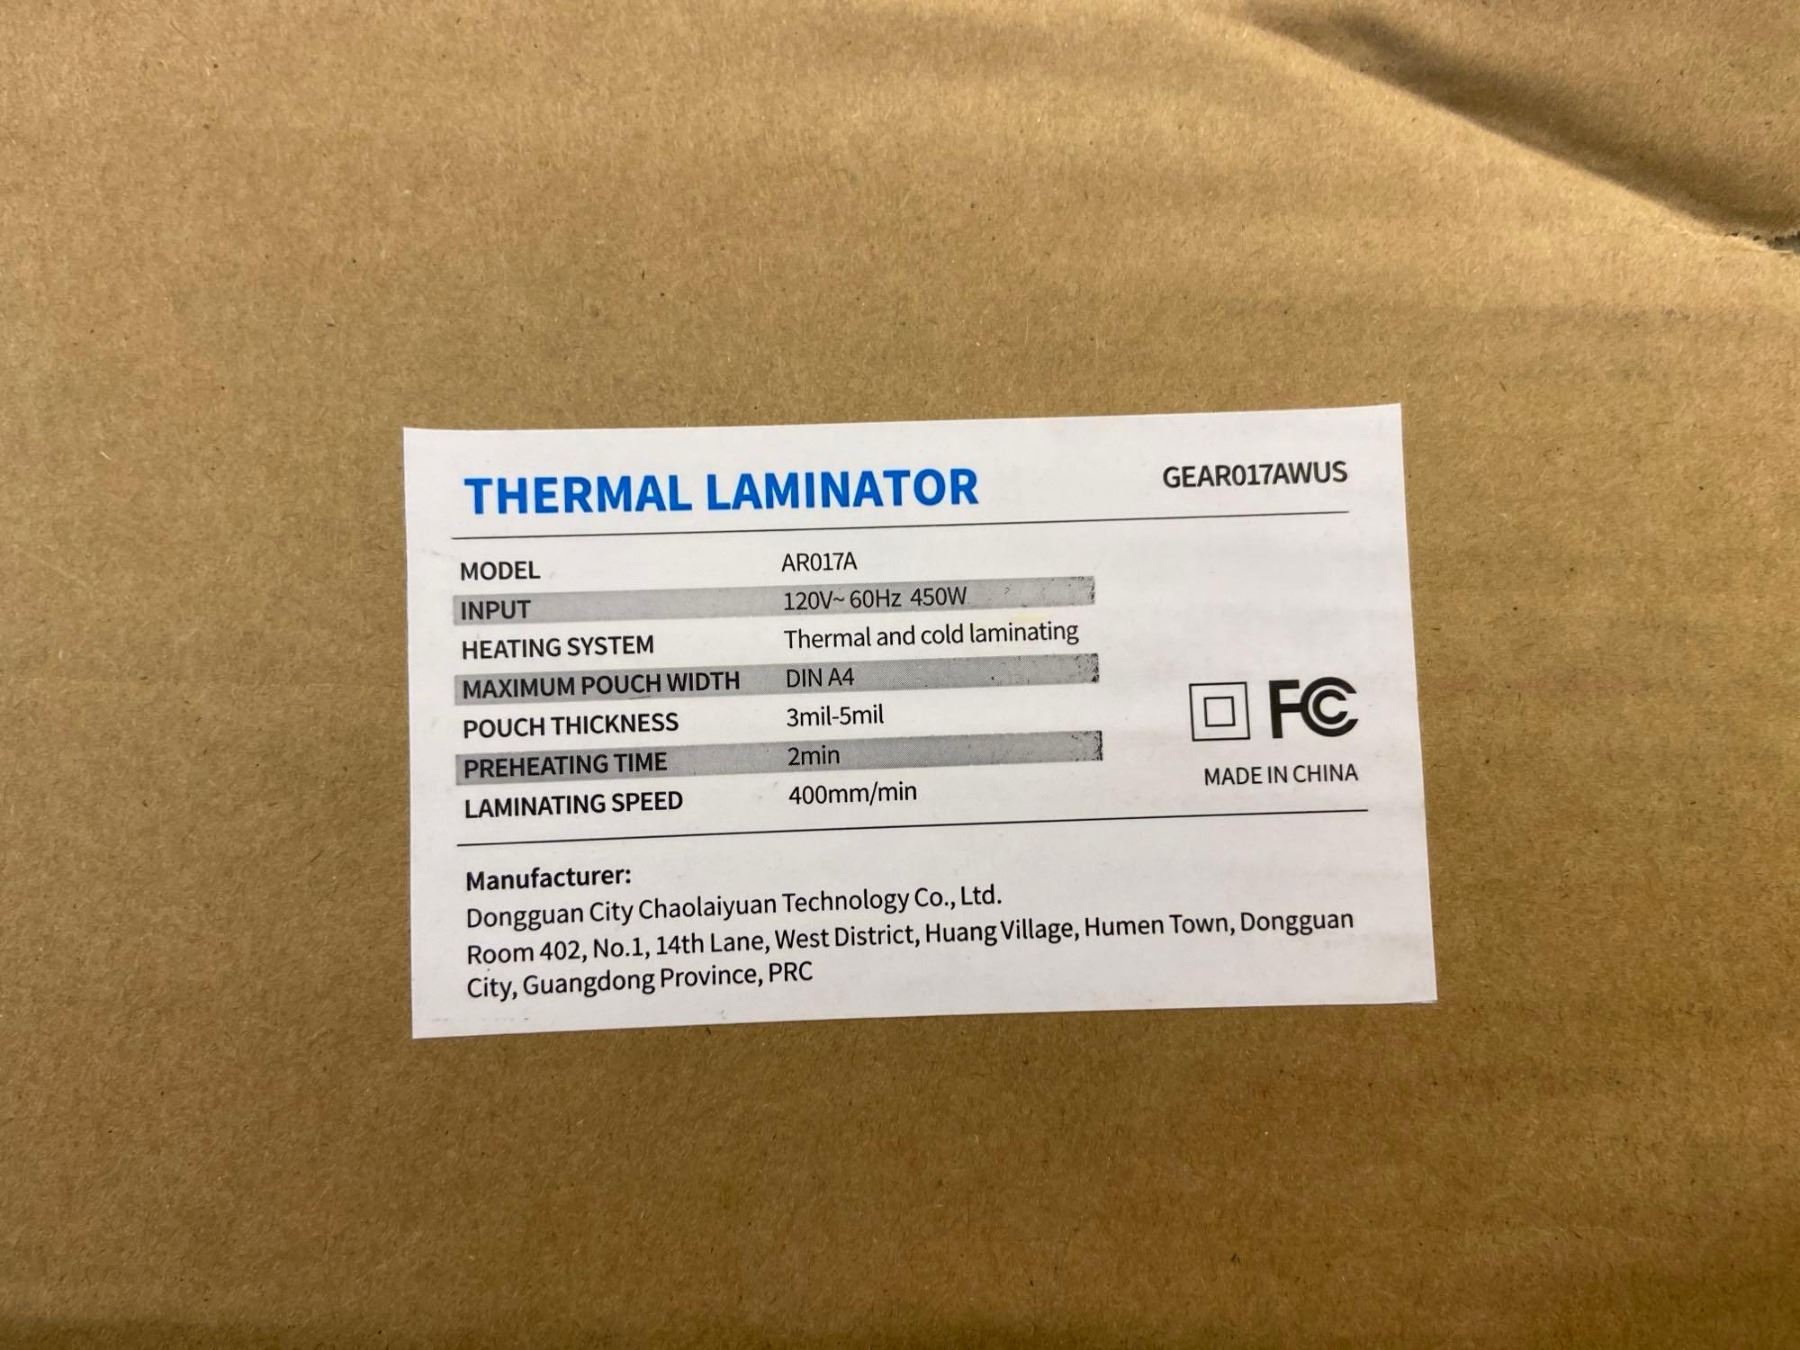 THERMAL LAMINATOR GEAR017AWUS
MODEL AR017A
INPUT 120V~ 60Hz 450W
HEATING SYSTEM Thermal and cold laminating
MAXIMUM POUCH WIDTH DIN A4
POUCH THICKNESS 3mil-5mil
PREHEATING TIME 2min
LAMINATING SPEED 400mm/min
FC
MADE IN CHINA
Manufacturer:
Dongguan City Chaolaiyuan Technology Co., Ltd.
Room 402, No.1, 14th Lane, West District, Huang Village, Humen Town, Dongguan
City, Guangdong Province, PRC